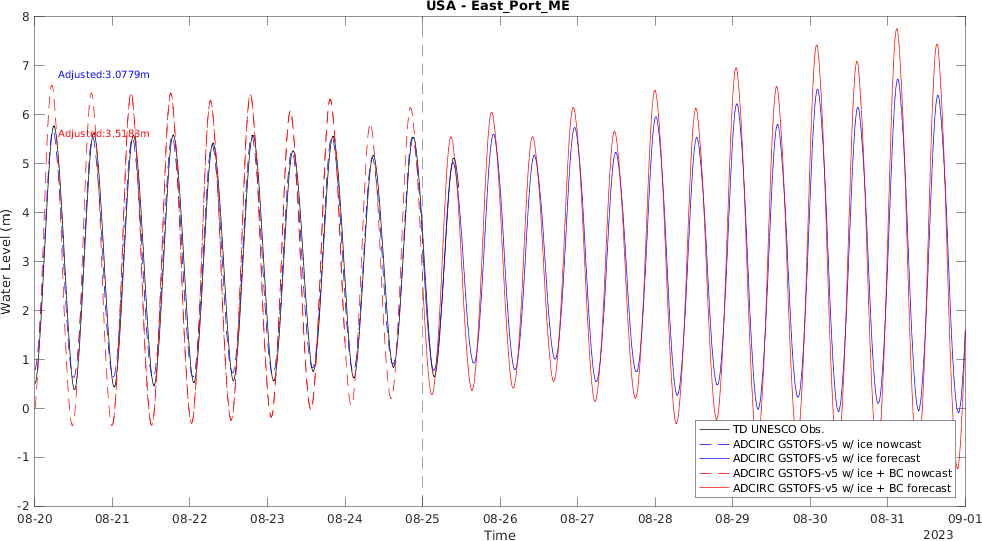 USA - East_Port_ME
Adjusted:3.0779m
Adjusted:3.5183m
Water Level (m)
8
7
6
5
4
3
2
1
0
-1
-2
TD UNESCO Obs.
ADCIRC GSTOFS-v5 w/ ice nowcast
ADCIRC GSTOFS-v5 w/ ice forecast
ADCIRC GSTOFS-v5 w/ ice + BC nowcast
ADCIRC GSTOFS-v5 w/ ice + BC forecast
08-20 08-21 08-22 08-23 08-24 08-25 08-26 08-27 08-28 08-29 08-30 08-31 09-01
Time
2023